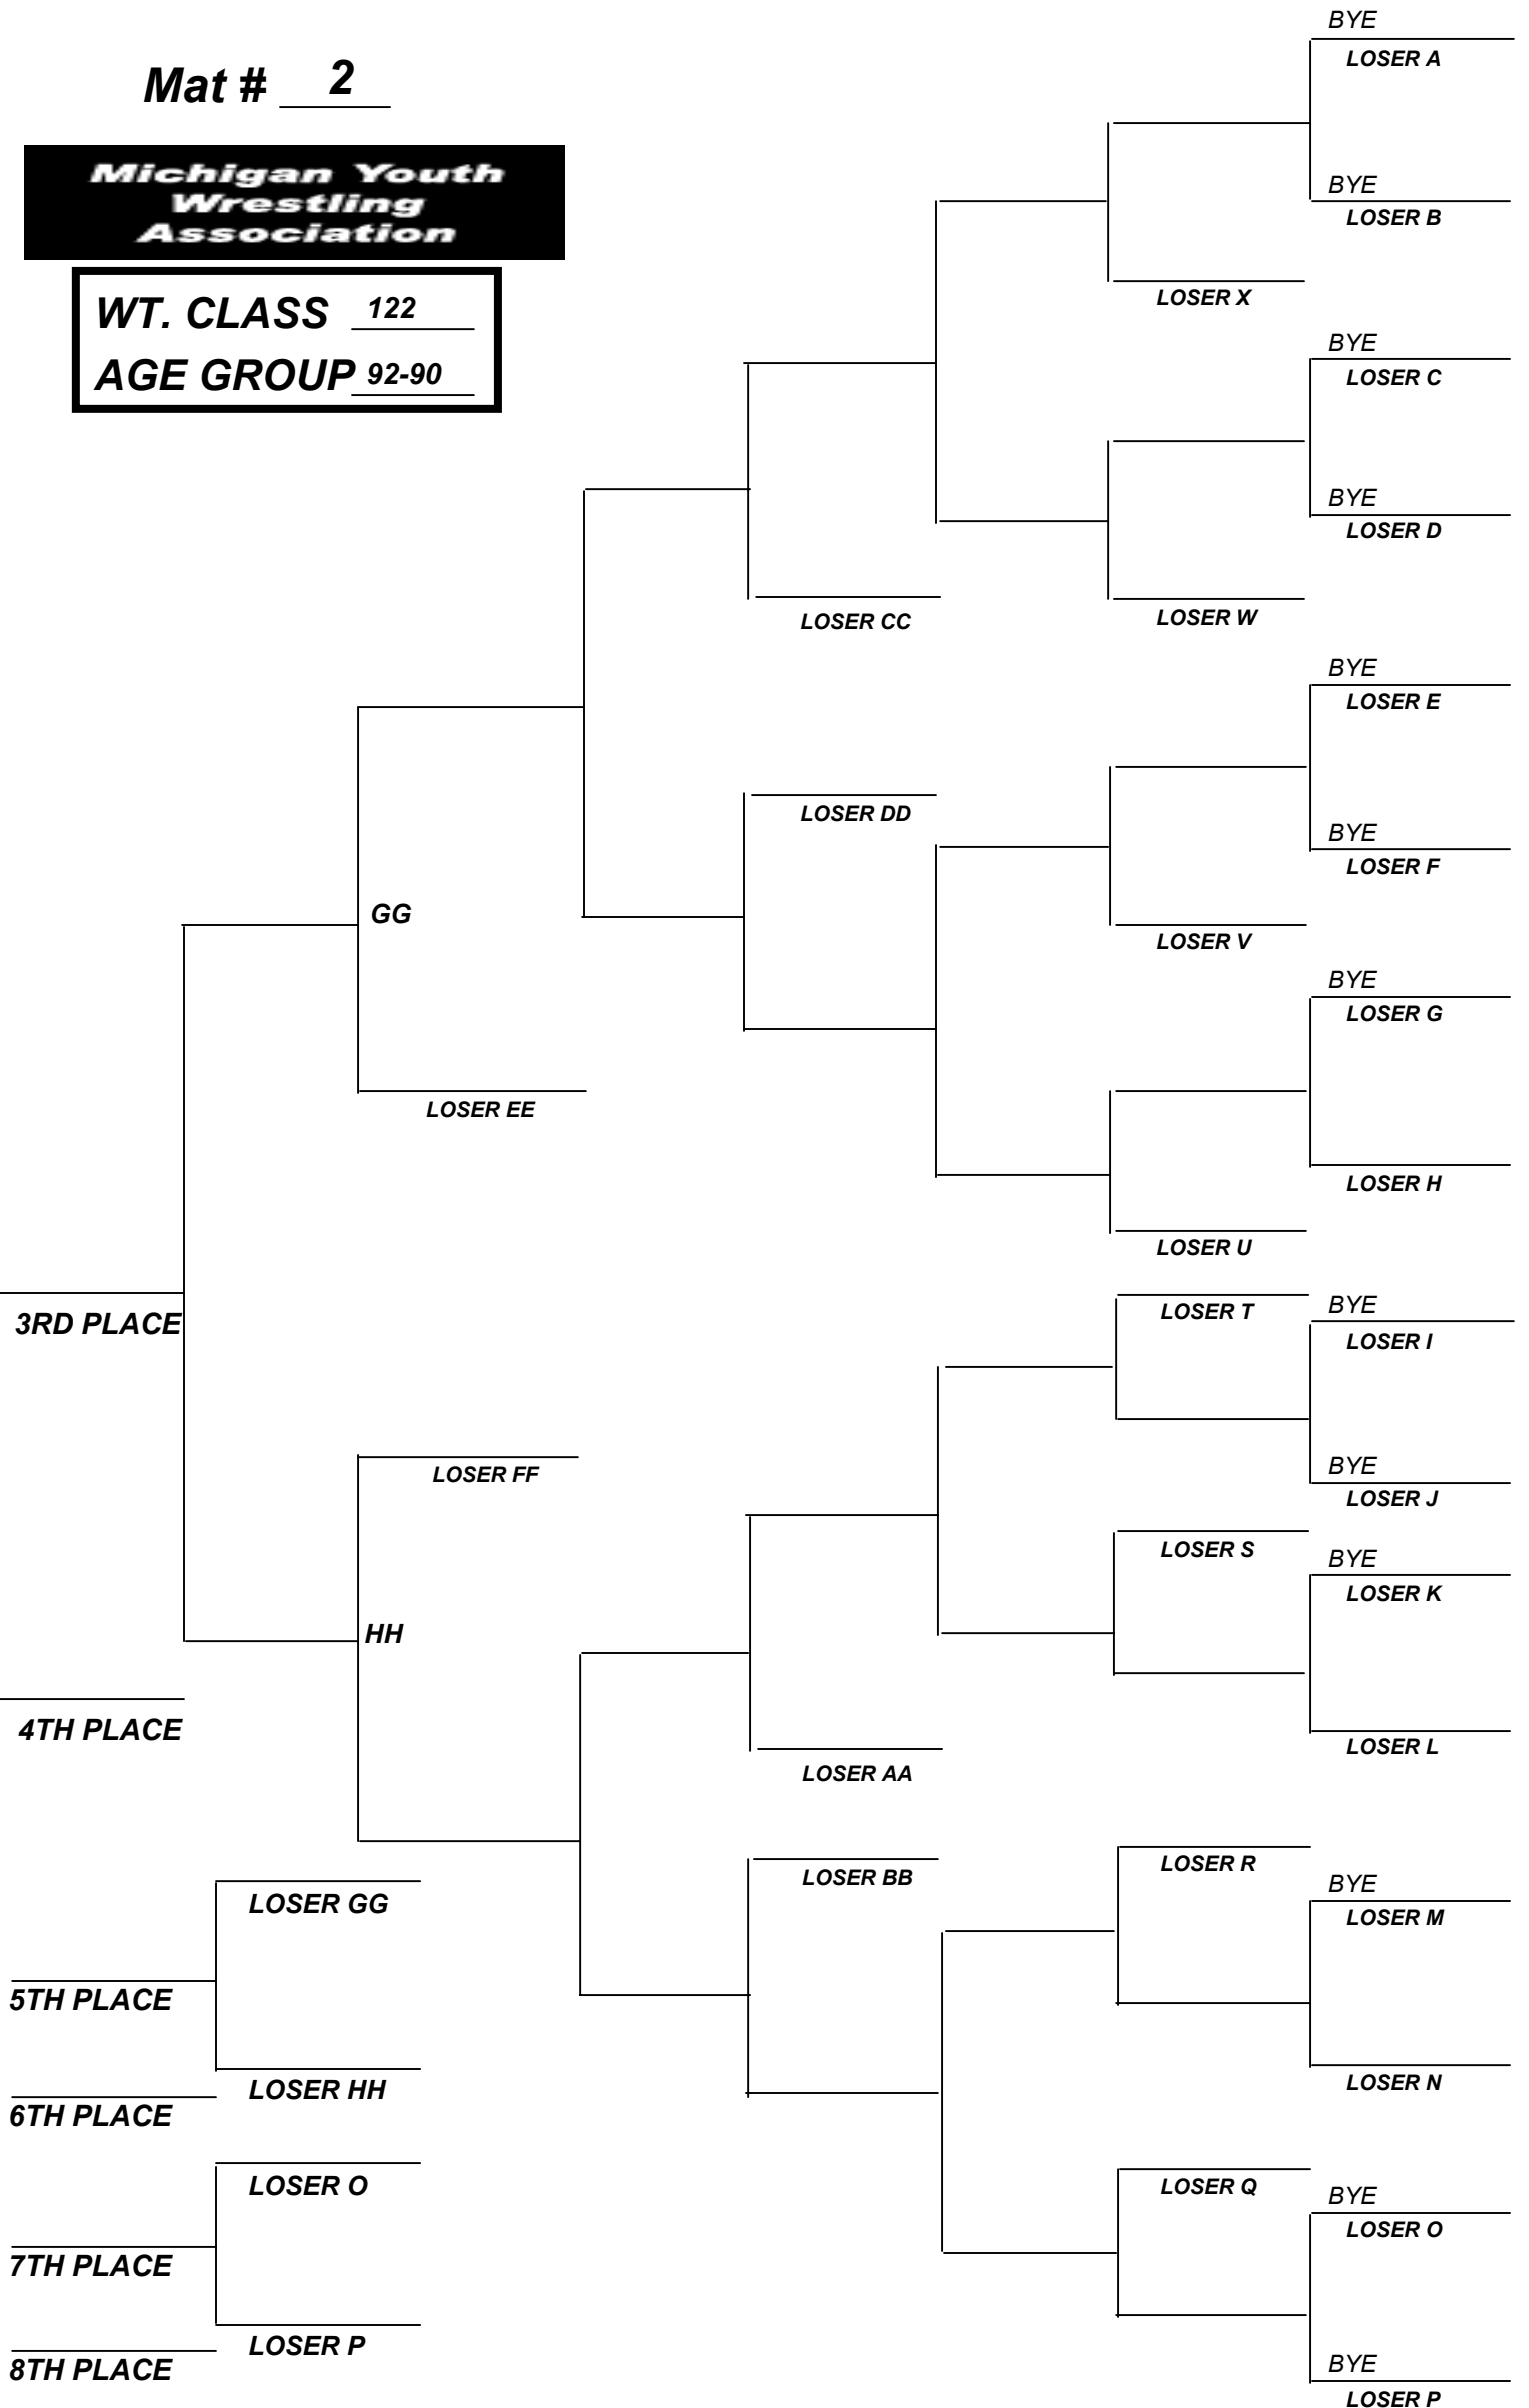 BYE
LOSER A
Mat # 2
Michigan Youth
Wrestling
Association
BYE
LOSER B
WT. CLASS 122
LOSER X
AGE GROUP 92-90
BYE
LOSER C
BYE
LOSER D
LOSER CC
LOSER W
BYE
LOSER E
LOSER DD
BYE
LOSER F
GG
LOSER V
BYE
LOSER G
LOSER EE
LOSER H
LOSER U
3RD PLACE
LOSER T
BYE
LOSER I
LOSER FF
BYE
LOSER J
LOSER S
BYE
LOSER K
HH
4TH PLACE
LOSER L
LOSER AA
LOSER BB
LOSER R
BYE
LOSER M
LOSER GG
5TH PLACE
LOSER HH
LOSER N
6TH PLACE
LOSER O
LOSER Q
BYE
LOSER O
7TH PLACE
LOSER P
8TH PLACE
BYE
LOSER P